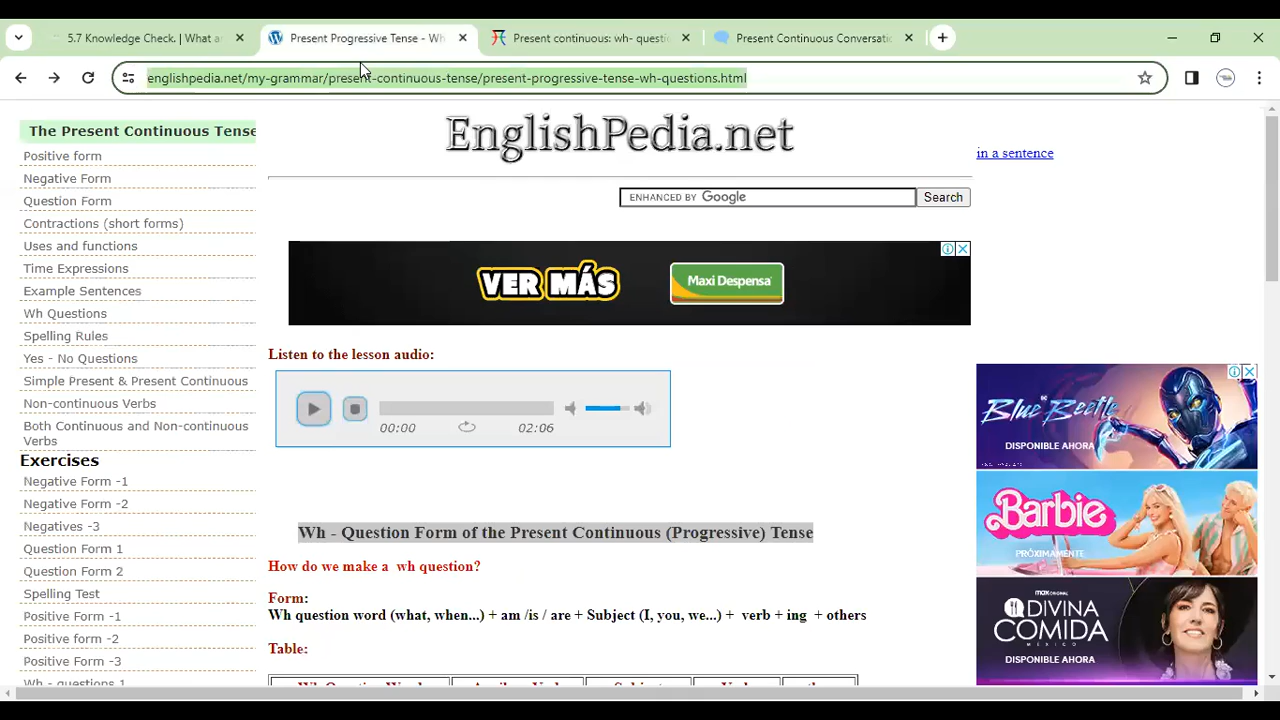 5.7 Knowledge Check. | What a
Present Progressive Tense - Wh
Present continuous: wh- questi
Present Continuous Conversatio
englishpedia.net/my-grammar/present-continuous-tense/present-progressive-tense-wh-questions.html
The Present Continuous Tense
Positive form
Negative Form
Question Form
Contractions (short forms)
Uses and functions
Time Expressions
Example Sentences
Wh Questions
Spelling Rules
Yes - No Questions
Simple Present & Present Continuous
Non-continuous Verbs
Both Continuous and Non-continuous
Verbs
Exercises
Negative Form -1
Negative Form -2
Negatives -3
Question Form 1
Question Form 2
Spelling Test
Positive Form -1
Positive form -2
Positive Form -3
Wh - questions 1
EnglishPedia.net
ENHANCED BY Google
Search
VER MÁS
Maxi Despensa
Listen to the lesson audio:
00:00
02:06
Wh - Question Form of the Present Continuous (Progressive) Tense
How do we make a wh question?
Form:
Wh question word (what, when...) + am /is / are + Subject (I, you, we...) + verb + ing + others
Table:
in a sentence
BLUE BEETLE
DISPONIBLE AHORA
Barbie
PRÓXIMAMENTE
max ORIGINAL
DIVINA
COMIDA
MÉXICO
DISPONIBLE AHORA